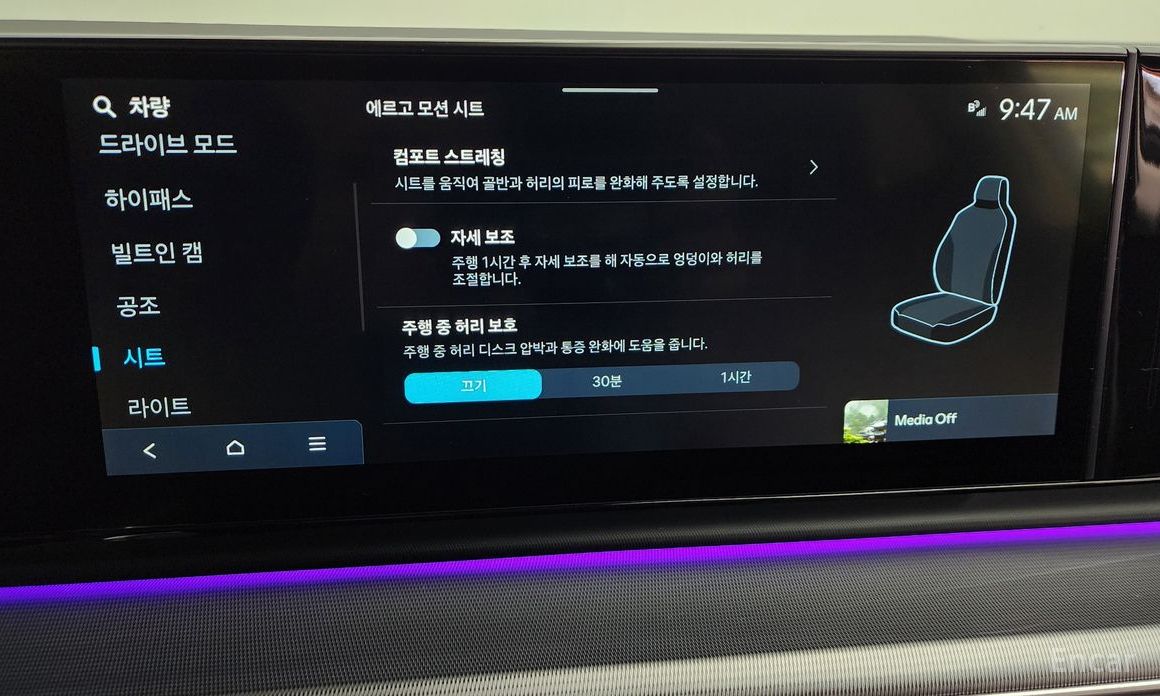 차량
에르고 모션 시트
9:47 AM
드라이브 모드
하이패스
빌트인 캠
공조
시트
라이트
컴포트 스트레칭
시트를 움직여 골반과 허리의 피로를 완화해 주도록 설정합니다.
자세 보조
주행 1시간 후 자세 보조를 해 자동으로 엉덩이와 허리를
조절합니다.
주행 중 허리 보호
주행 중 허리 디스크 압박과 통증 완화에 도움을 줍니다.
끄기
30분
1시간
Media Off
Encar